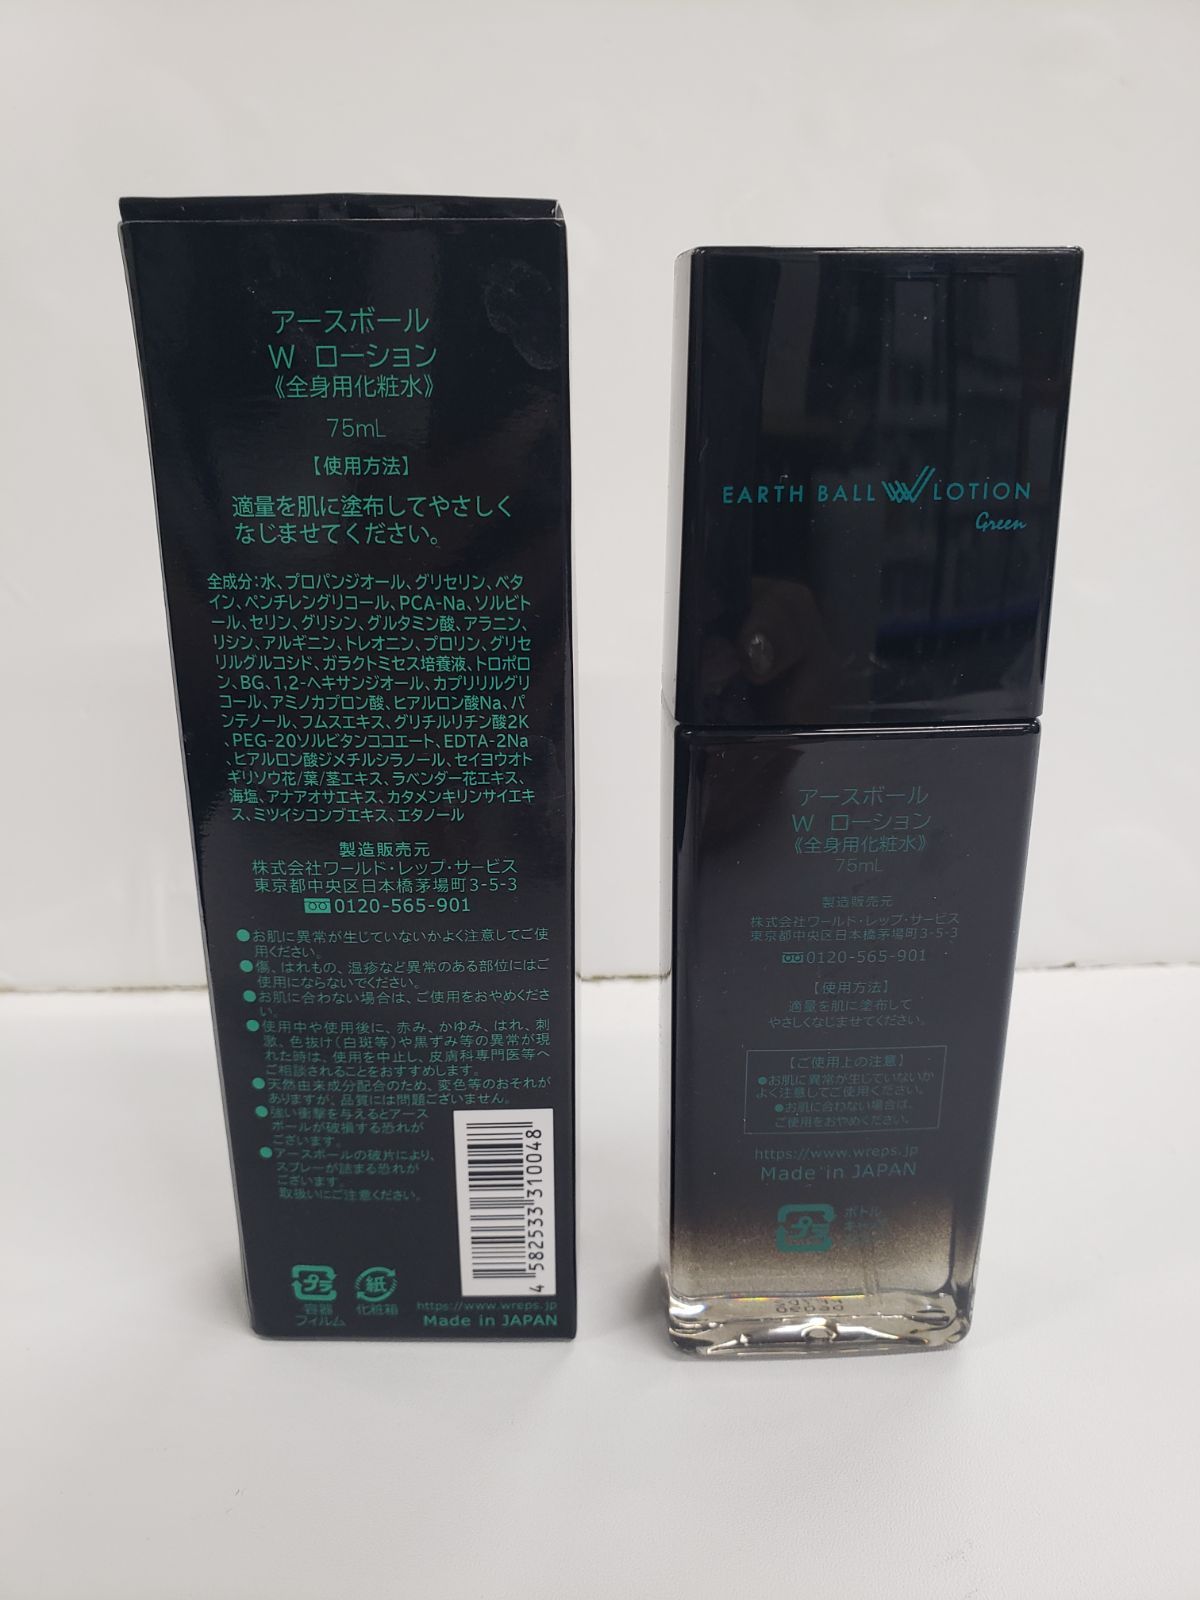 アースボール
W ローション
《全身用化粧水》
75mL
【使用方法】
適量を肌に塗布してやさしく
なじませてください。
全成分:水、プロパンジオール、グリセリン、ベタ
イン、ペンチレングリコール、PCA-Na、ソルビト
ール、セリン、グリシン、グルタミン酸、アラニン、
リシン、アルギニン、トレオニン、プロリン、グリセ
リルグルコシド、ガラクトミセス培養液、トロポロ
ン、BG、1,2-ヘキサンジオール、カプリリルグリ
コール、アミノカプロン酸、ヒアルロン酸Na、パ
ンテノール、フムスエキス、グリチルリチン酸2K
、PEG-20ソルビタンココエート、EDTA-2Na
、ヒアルロン酸ジメチルシラノール、セイヨウオト
ギリソウ花/葉/茎エキス、ラベンダー花エキス、
海塩、アナアオサエキス、カタメンキリンサイエキ
ス、ミツイシコンブエキス、エタノール
製造販売元
株式会社ワールド・レップ・サービス
東京都中央区日本橋茅場町3-5-3
0120-565-901
●お肌に異常が生じていないかよく注意してご使
用ください。
●傷、はれもの、湿疹など異常のある部位にはご
使用にならないでください。
●お肌に合わない場合は、ご使用をおやめくださ
い。
●使用中や使用後に、赤み、かゆみ、はれ、刺
激、色抜け(白斑等)や黒ずみ等の異常が現
れた時は、使用を中止し、皮膚科専門医等へ
ご相談されることをおすすめします。
●天然由来成分配合のため、変色等のおそれが
ありますが、品質には問題ございません。
●強い衝撃を与えるとアース
ボールが破損する恐れが
ございます。
●アースボールの破片により、
スプレーが詰まる恐れが
ございます。
取扱いにご注意ください。
4 582533 310048
プラ
容器
フィルム
紙
化粧箱
https://www.wreps.jp
Made in JAPAN
EARTH BALL W LOTION
Green
アースボール
W ローション
《全身用化粧水》
75mL
製造販売元
株式会社ワールド・レップ・サービス
東京都中央区日本橋茅場町3-5-3
0120-565-901
【使用方法】
適量を肌に塗布して
やさしくなじませてください。
【ご使用上の注意】
●お肌に異常が生じていないか
よく注意してご使用ください。
●お肌に合わない場合は、
ご使用をおやめください。
https://www.wreps.jp
Made in JAPAN
プラ
ボトル